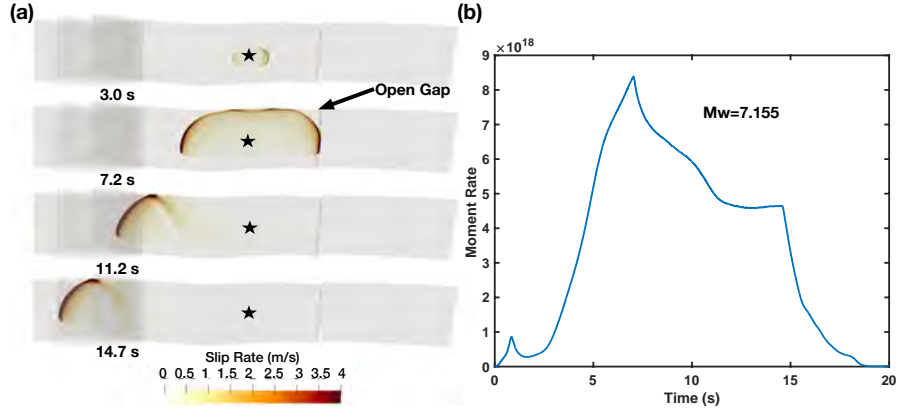 (a)
3.0 s
Open Gap
7.2 s
11.2 s
14.7 s
Slip Rate (m/s)
0 0.5 1 1.5 2 2.5 3 3.5 4
(b)
×10^18
Mw=7.155
Moment Rate
9
8
7
6
5
4
3
2
1
0
0 5 10 15 20
Time (s)